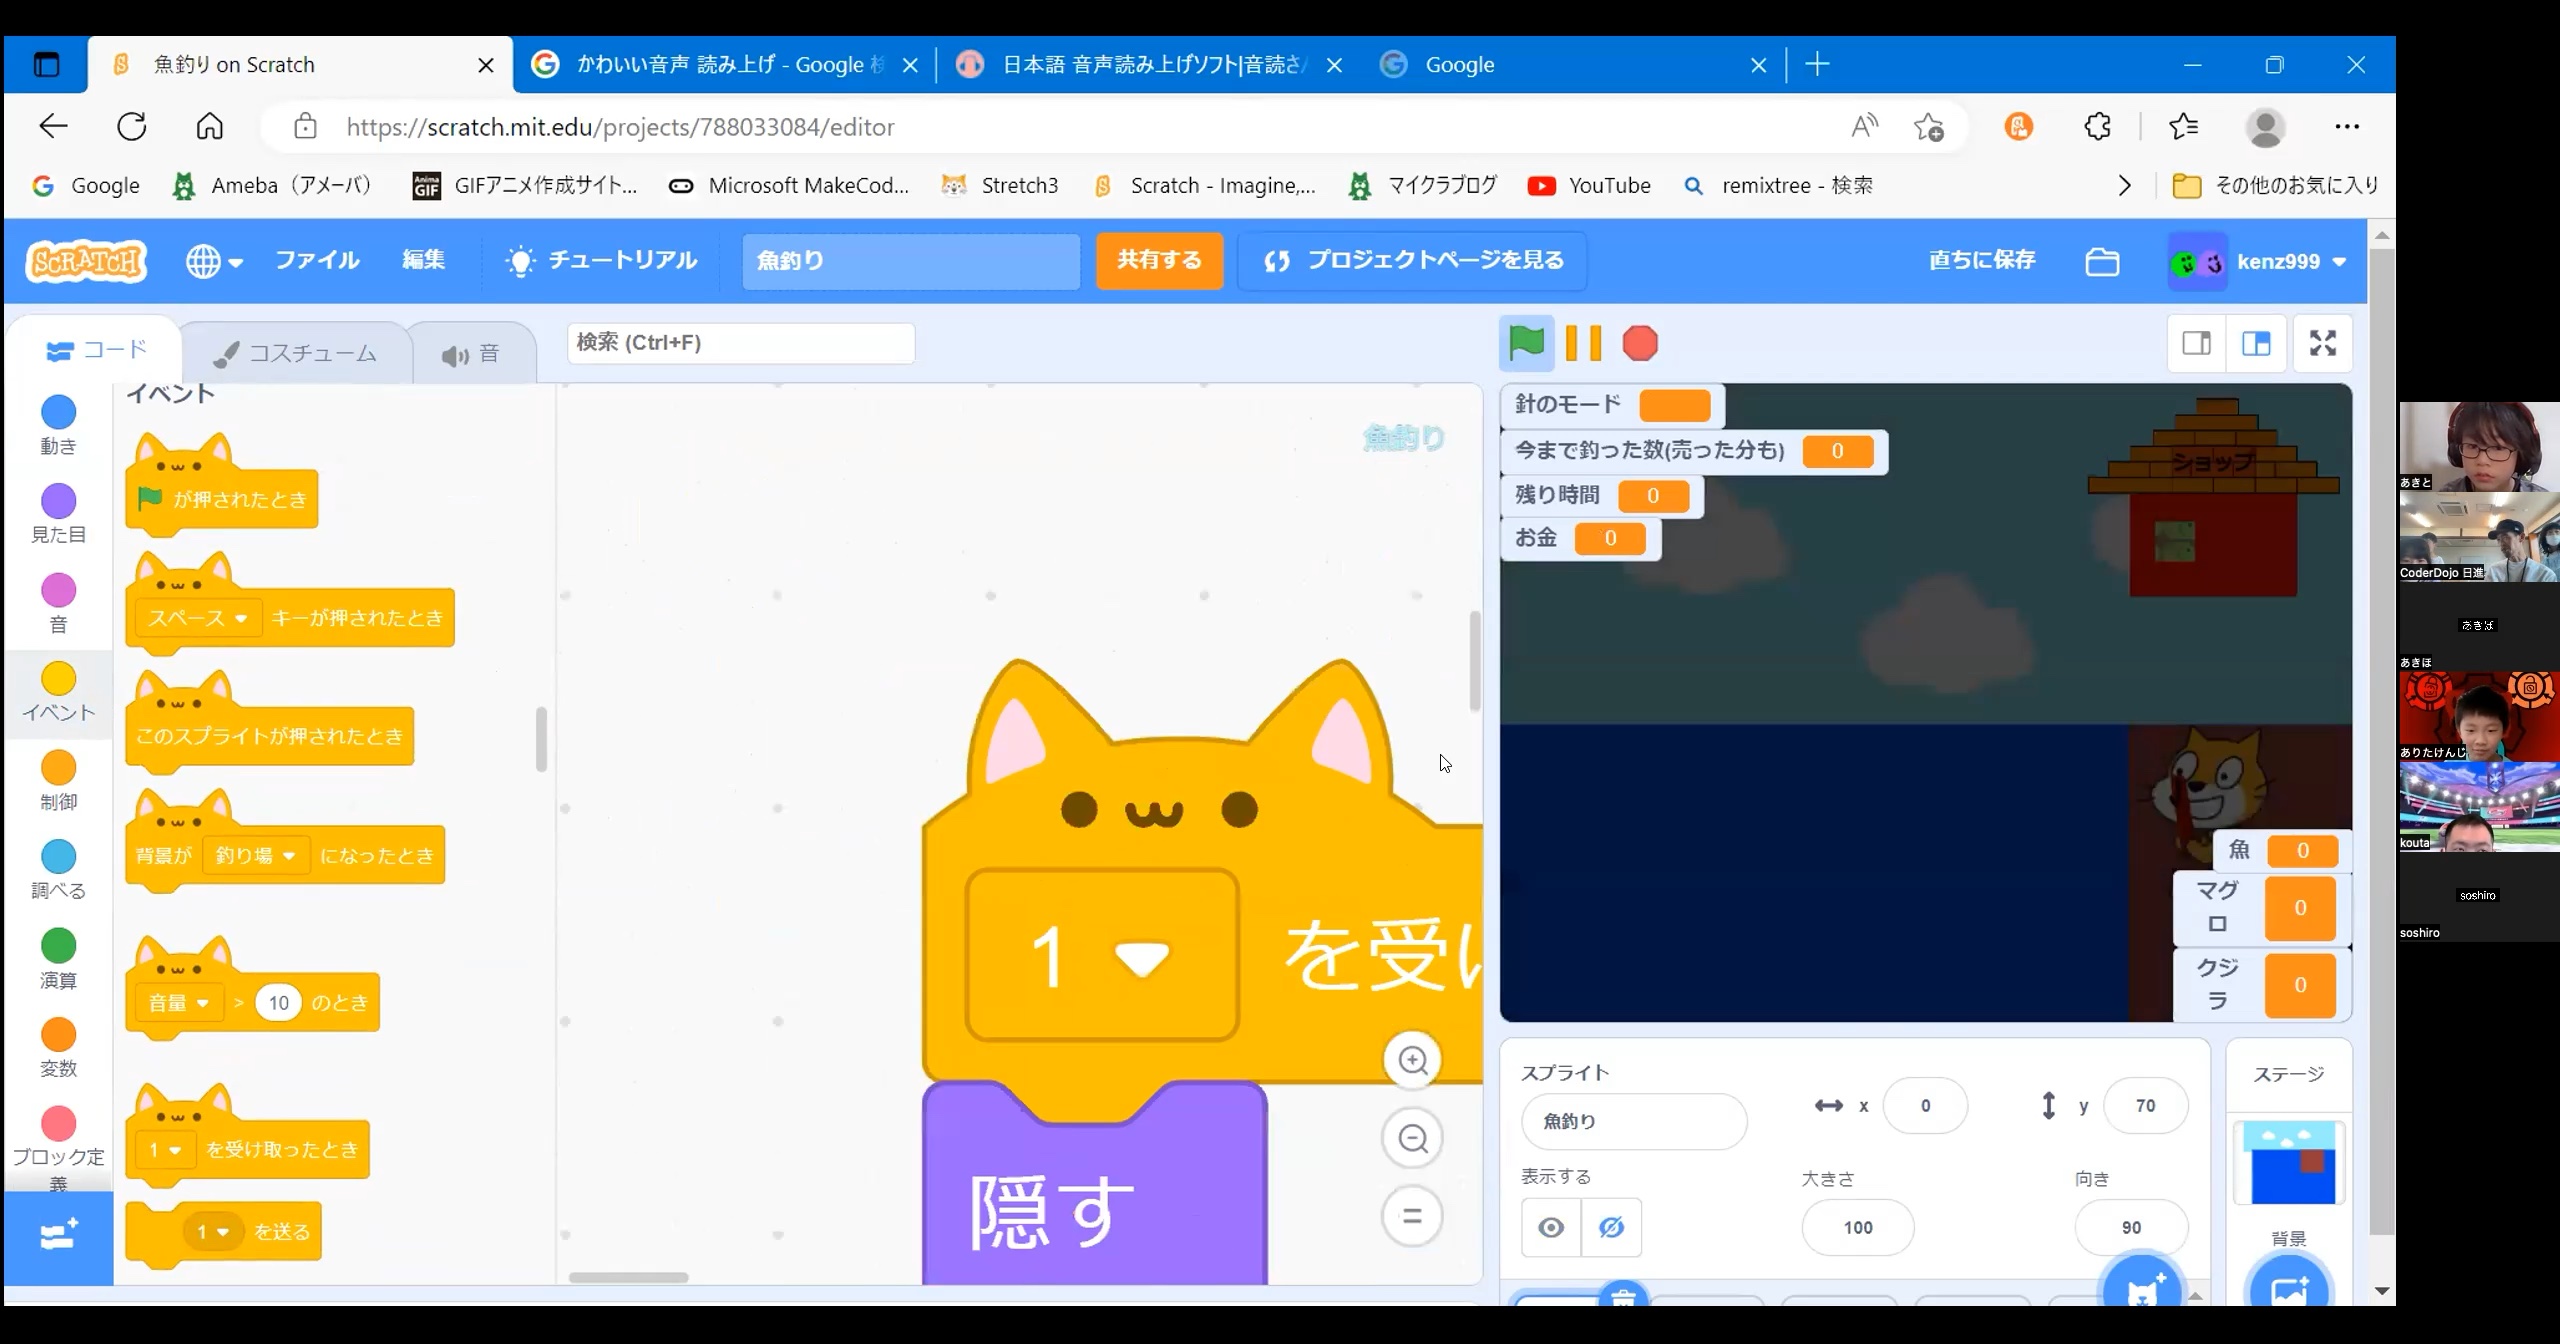 魚釣り on Scratch
かわいい音声 読み上げ - Google 検
日本語 音声読み上げソフト|音読さ
Google
https://scratch.mit.edu/projects/788033084/editor
Google
Ameba（アメーバ）
GIFアニメ作成サイト...
Microsoft MakeCod...
Stretch3
Scratch - Imagine,...
マイクラブログ
YouTube
remixtree - 検索
その他のお気に入り
SCRATCH
ファイル
編集
チュートリアル
魚釣り
共有する
プロジェクトページを見る
直ちに保存
kenz999
コード
コスチューム
音
検索 (Ctrl+F)
動き
見た目
音
イベント
制御
調べる
演算
変数
ブロック定
義
イベント
が押されたとき
スペース キーが押されたとき
このスプライトが押されたとき
背景が 釣り場 になったとき
音量 > 10 のとき
1 を受け取ったとき
1 を送る
魚釣り
1 を受け
隠す
針のモード
今まで釣った数(売った分も) 0
残り時間 0
お金 0
ショップ
魚 0
マグ
ロ
0
クジ
ラ
0
スプライト
魚釣り
x 0
y 70
表示する
大きさ
100
向き
90
ステージ
背景
あきと
CoderDojo 日進
あきば
あきほ
ありたけんじ
kouta
soshiro
soshiro